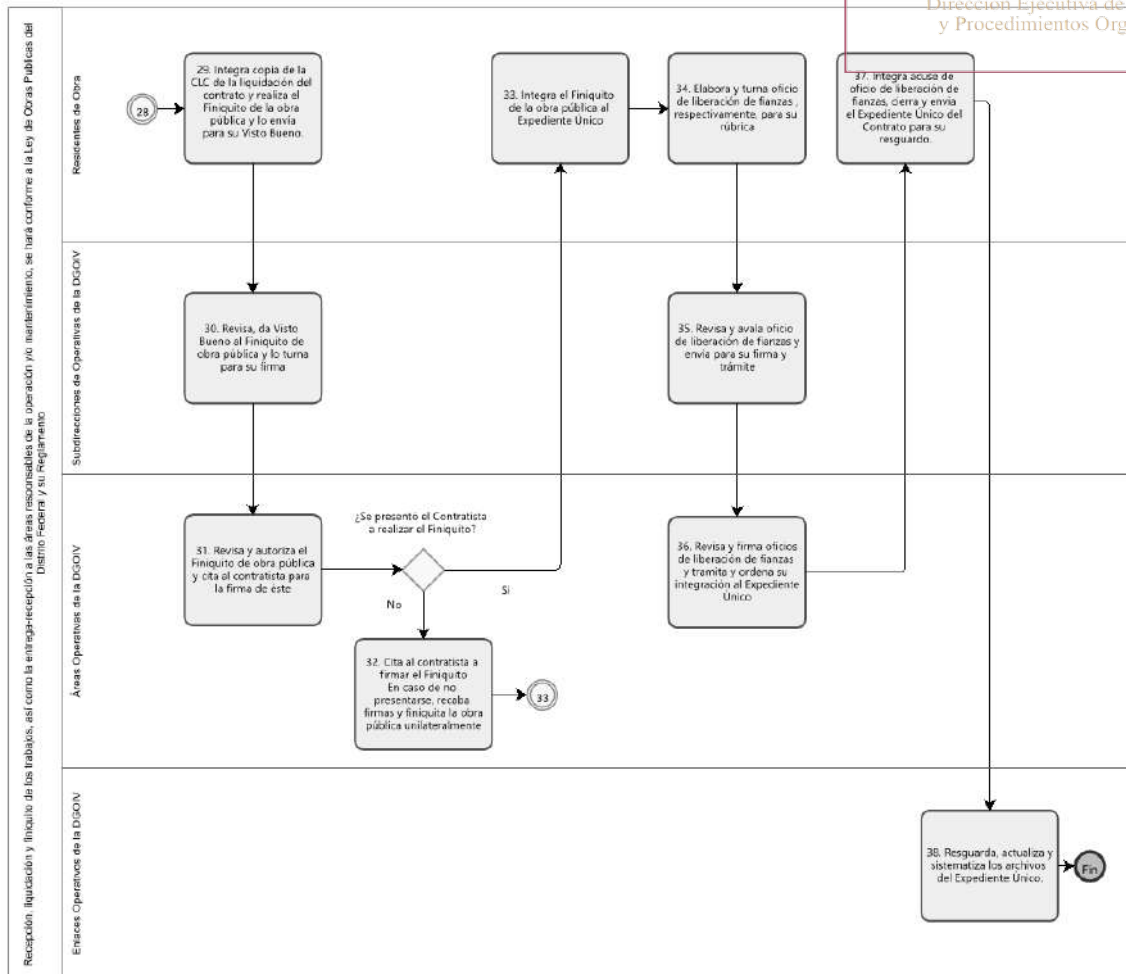 Dirección Ejecutiva de
y Procedimientos Org
Recepción, liquidación y finiquito de los trabajos, así como la entrega-recepción a las áreas responsables de la operación y/o mantenimiento, se hará conforme a la Ley de Obras Públicas del
Distrito Federal y su Reglamento
Residentes de Obra
28
29. Integra copia de la
CLC de la liquidación del
contrato y realiza el
Finiquito de la obra
pública y lo envía
para su Visto Bueno.
33. Integra el Finiquito
de la obra pública al
Expediente Único
34. Elabora y turna oficio
de liberación de fianzas ,
respectivamente, para su
rúbrica
37. Integra acuse de
oficio de liberación de
fianzas, cierra y envía
el Expediente Único del
Contrato para su
resguardo.
Subdirecciones de Operativas de la DGOIV
30. Revisa, da Visto
Bueno al Finiquito de
obra pública y lo turna
para su firma
35. Revisa y avala oficio
de liberación de fianzas y
envía para su firma y
trámite
Áreas Operativas de la DGOIV
31. Revisa y autoriza el
Finiquito de obra pública
y cita al contratista para
la firma de éste
¿Se presentó el Contratista
a realizar el Finiquito?
Si
No
32. Cita al contratista a
firmar el Finiquito
En caso de no
presentarse, recaba
firmas y finiquita la obra
pública unilateralmente
33
36. Revisa y firma oficios
de liberación de fianzas
y tramita y ordena su
integración al Expediente
Único
Enlaces Operativos de la DGOIV
38. Resguarda, actualiza y
sistematiza los archivos
del Expediente Único.
Fin